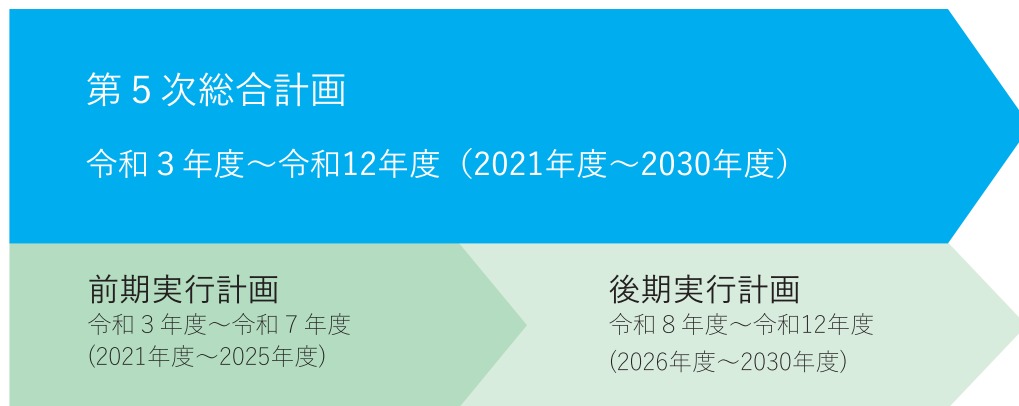 第５次総合計画
令和３年度～令和12年度（2021年度～2030年度）
前期実行計画
令和３年度～令和７年度
(2021年度～2025年度)
後期実行計画
令和８年度～令和12年度
(2026年度～2030年度)